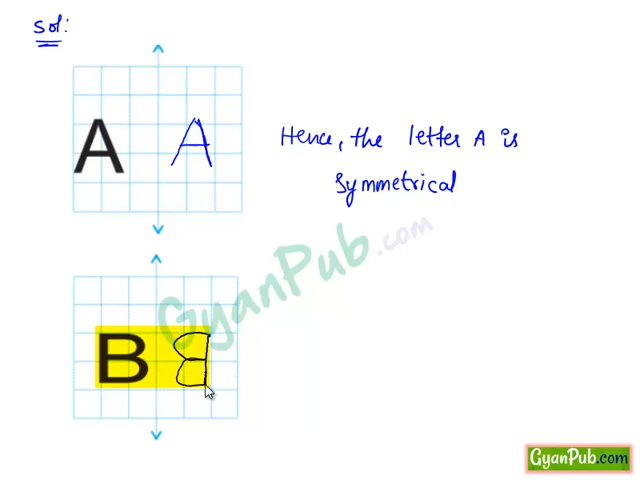 Sol:
A A
Hence, the letter A is
Symmetrical
GyanPub.com
B B
GyanPub.com